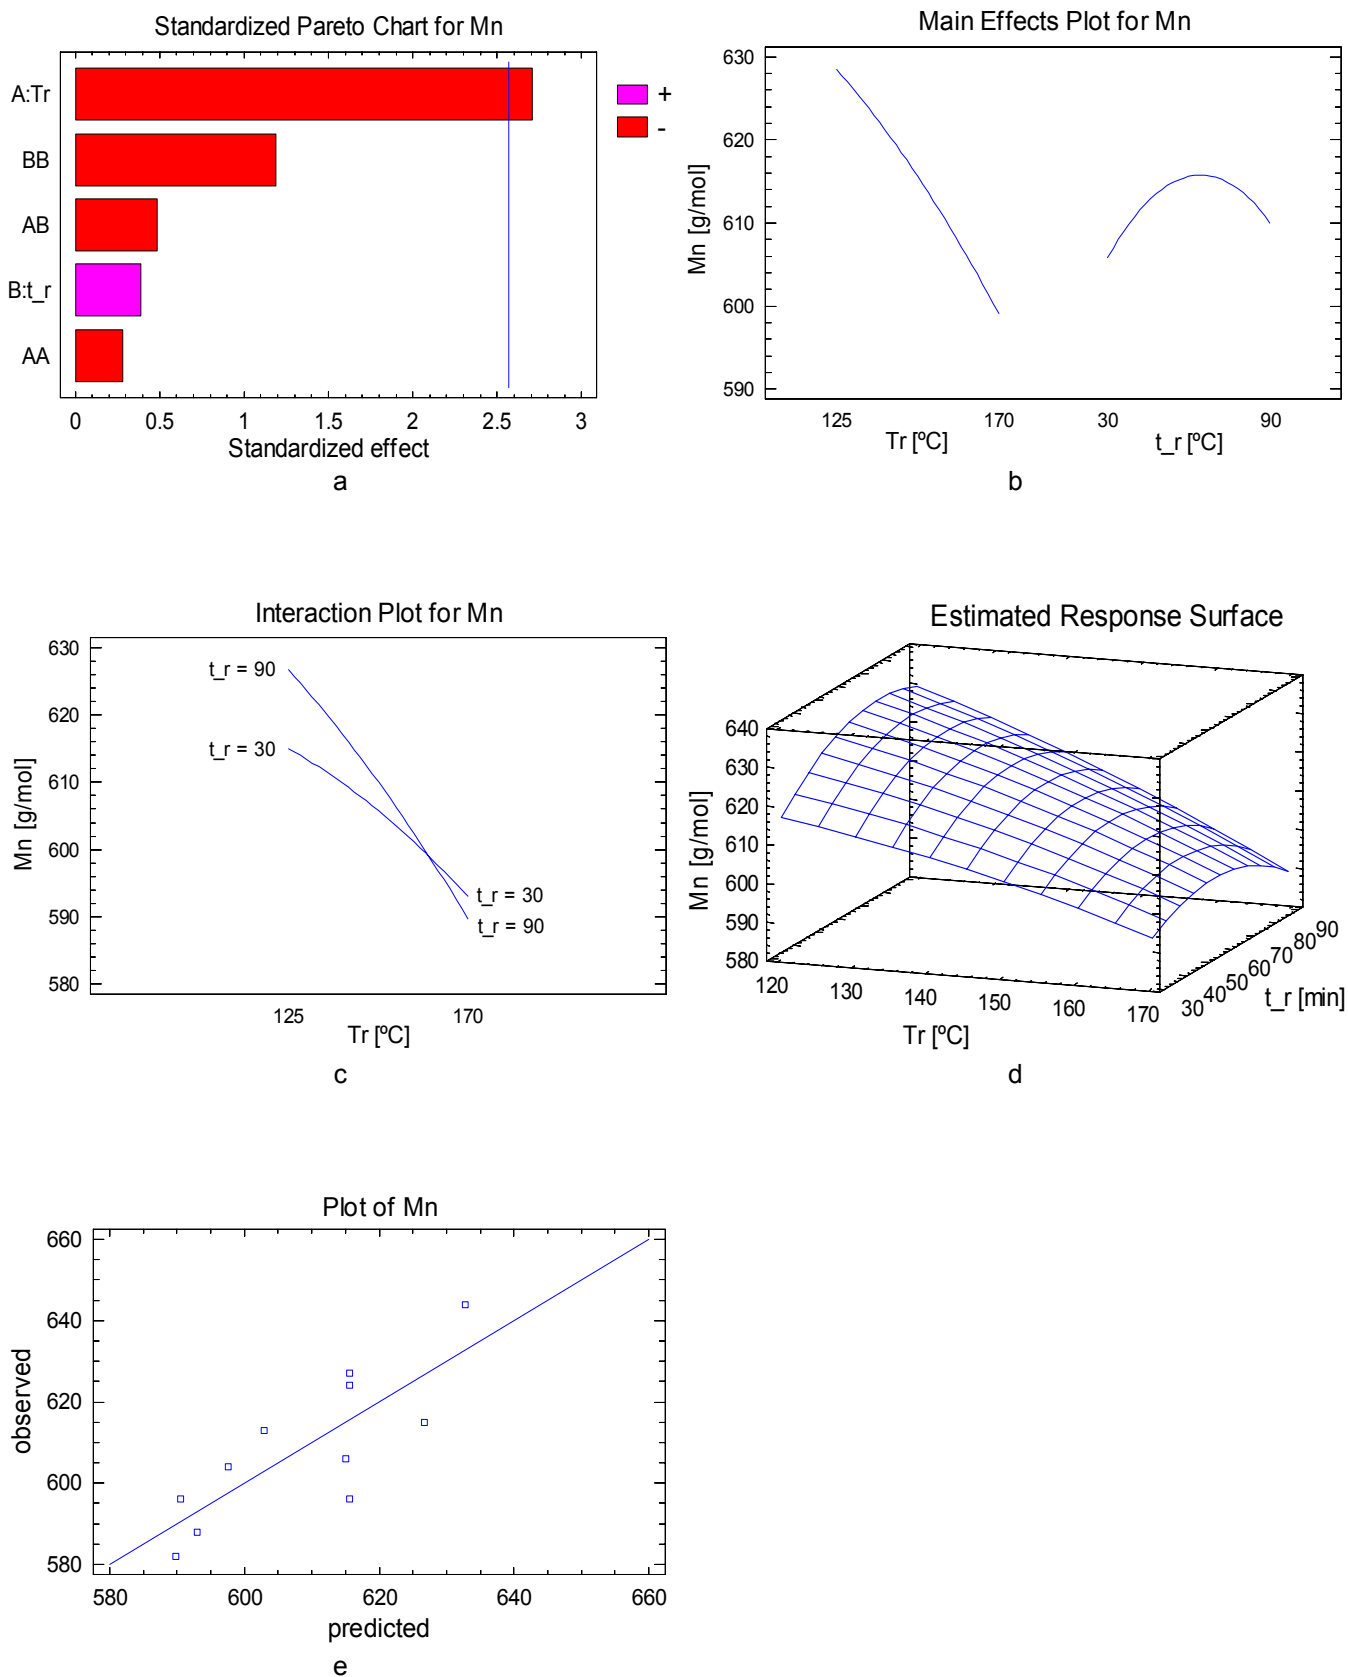 Standardized Pareto Chart for Mn
A:Tr
BB
AB
B:t_r
AA
+
-
0 0.5 1 1.5 2 2.5 3
Standardized effect
a
Main Effects Plot for Mn
Mn [g/mol]
630
620
610
600
590
125 170 30 90
Tr [ºC] t_r [ºC]
b
Interaction Plot for Mn
Mn [g/mol]
630
620
610
600
590
580
t_r = 90
t_r = 30
t_r = 30
t_r = 90
125 170
Tr [ºC]
c
Estimated Response Surface
Mn [g/mol]
640
630
620
610
600
590
580
120 130 140 150 160 170
Tr [ºC]
30 40 50 60 70 80 90
t_r [min]
d
Plot of Mn
observed
660
640
620
600
580
580 600 620 640 660
predicted
e